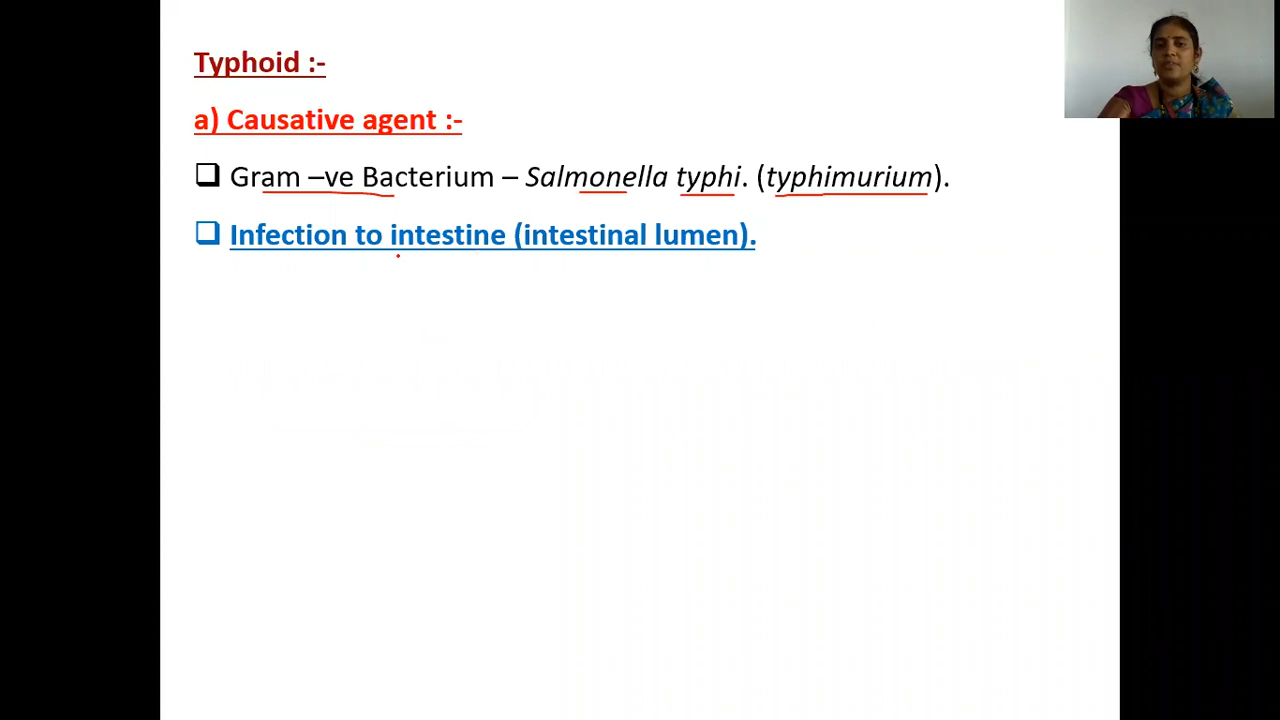 Typhoid :-
a) Causative agent :-
❑ Gram –ve Bacterium – Salmonella typhi. (typhimurium).
❑ Infection to intestine (intestinal lumen).